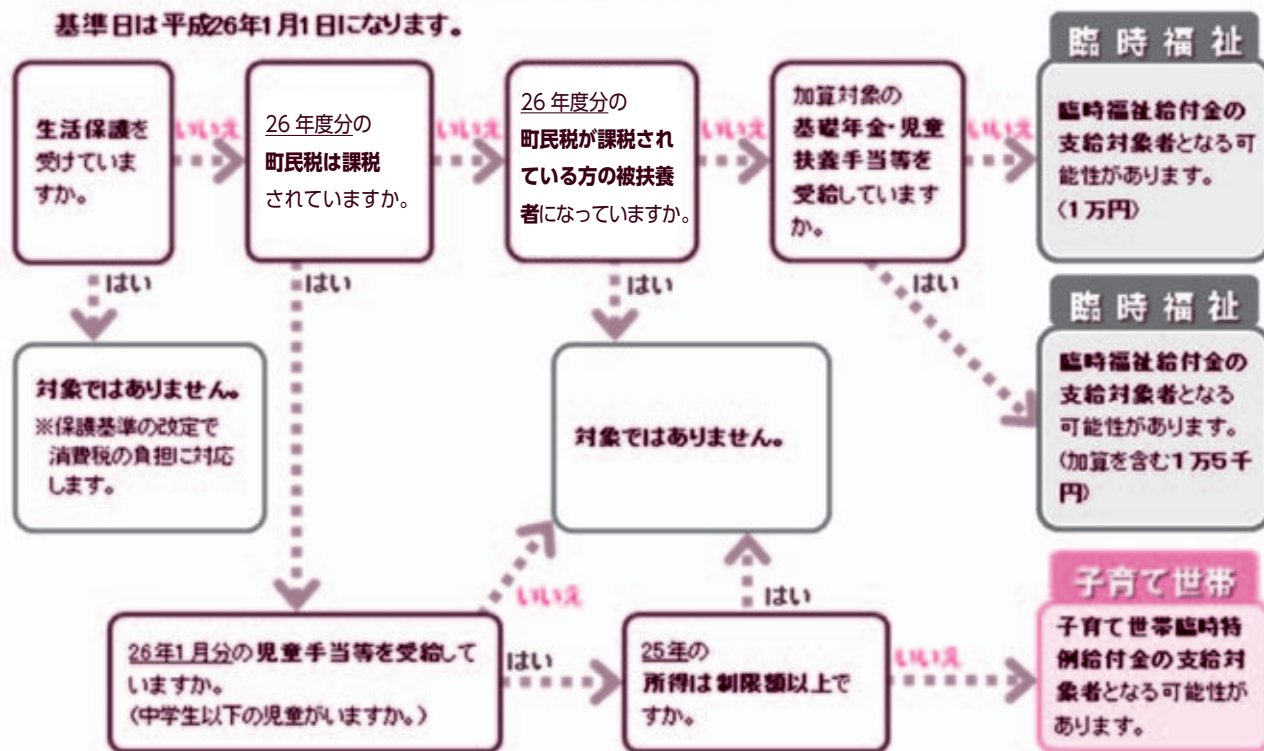 基準日は平成26年1月1日になります。
生活保護を
受けていま
すか。
いいえ
26年度分の
町民税は課税
されていますか。
いいえ
26年度分の
町民税が課税され
ている方の被扶養
者になっていますか。
いいえ
加算対象の
基礎年金・児童
扶養手当等を
受給しています
か。
いいえ
臨時福祉
臨時福祉給付金の
支給対象者となる可
能性があります。
（1万円）
はい
はい
はい
はい
対象ではありません。
※保護基準の改定で
消費税の負担に対応
します。
対象ではありません。
臨時福祉
臨時福祉給付金の
支給対象者となる
可能性があります。
（加算を含む1万5千
円）
いいえ
はい
26年1月分の児童手当等を受給して
いますか。
（中学生以下の児童がいますか。）
はい
25年の
所得は制限額以上で
すか。
いいえ
子育て世帯
子育て世帯臨時特
例給付金の支給対
象者となる可能性が
あります。